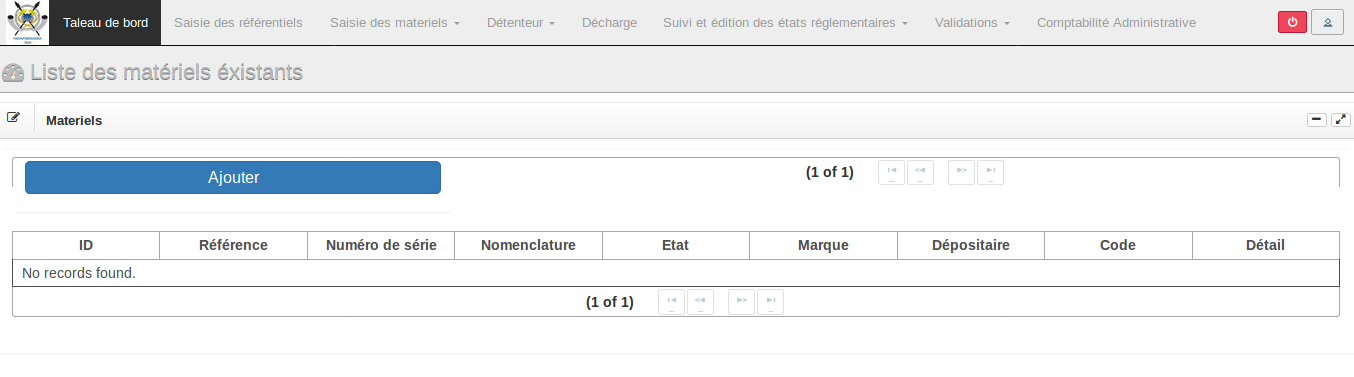 Taleau de bord Saisie des référentiels Saisie des materiels Détenteur Décharge Suivi et édition des états réglementaires Validations Comptabilité Administrative
Liste des matériels éxistants
Materiels
Ajouter (1 of 1)
ID Référence Numéro de série Nomenclature Etat Marque Dépositaire Code Détail
No records found.
(1 of 1)